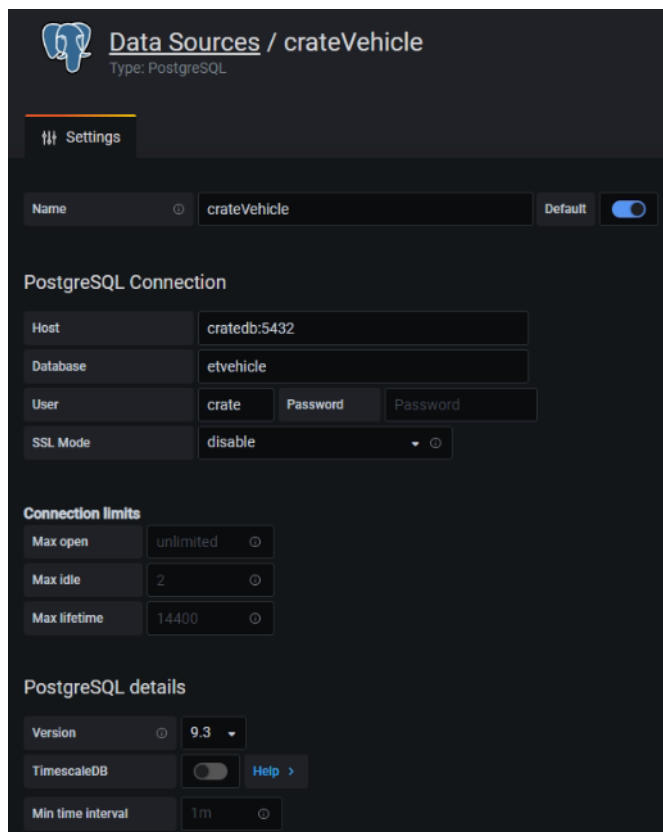 Data Sources / crateVehicle
Type: PostgreSQL
Settings
Name crateVehicle Default
PostgreSQL Connection
Host cratedb:5432
Database etvehicle
User crate Password Password
SSL Mode disable
Connection limits
Max open unlimited
Max idle 2
Max lifetime 14400
PostgreSQL details
Version 9.3
TimescaleDB Help >
Min time interval 1m